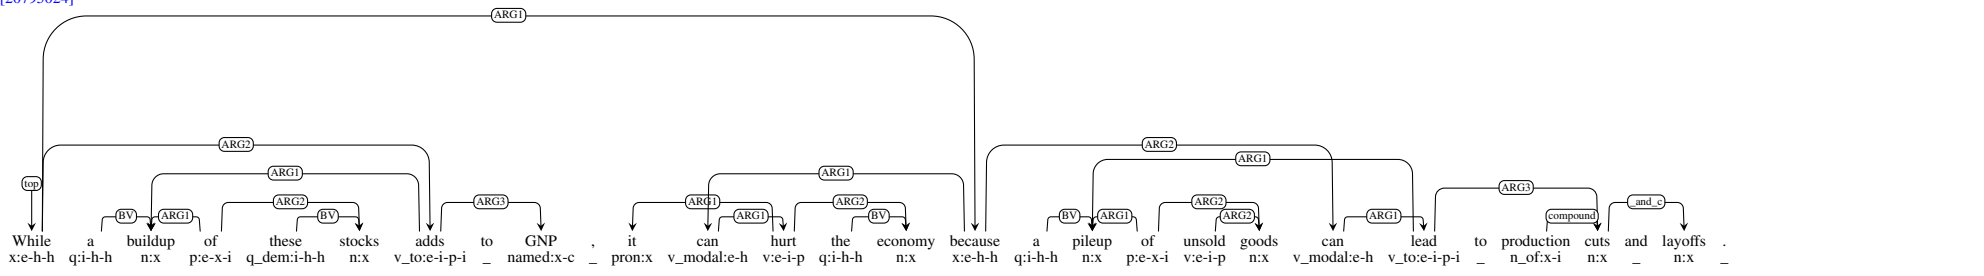 ARG1
ARG2 ARG2
top ARG1 ARG1 ARG1
BV ARG1 ARG2 BV ARG3 ARG1 ARG1 ARG2 BV BV ARG1 ARG2 ARG2 ARG1 ARG3 compound _and_c
While a buildup of these stocks adds to GNP , it can hurt the economy because a pileup of unsold goods can lead to production cuts and layoffs .
x:e-h-h q:i-h-h n:x p:e-x-i q_dem:i-h-h n:x v_to:e-i-p-i _ named:x-c _ pron:x v_modal:e-h v:e-i-p q:i-h-h n:x x:e-h-h q:i-h-h n:x p:e-x-i v:e-i-p n:x v_modal:e-h v_to:e-i-p-i _ n_of:x-i n:x _ n:x _